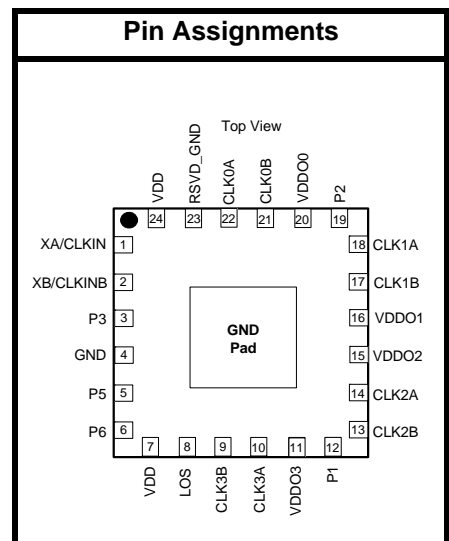 Pin Assignments
Top View
VDD
RSVD_GND
CLK0A
CLK0B
VDDO0
P2
24
23
22
21
20
19
XA/CLKIN 1
XB/CLKINB 2
P3 3
GND 4
P5 5
P6 6
18 CLK1A
17 CLK1B
16 VDDO1
15 VDDO2
14 CLK2A
13 CLK2B
GND
Pad
7
8
9
10
11
12
VDD
LOS
CLK3B
CLK3A
VDDO3
P1